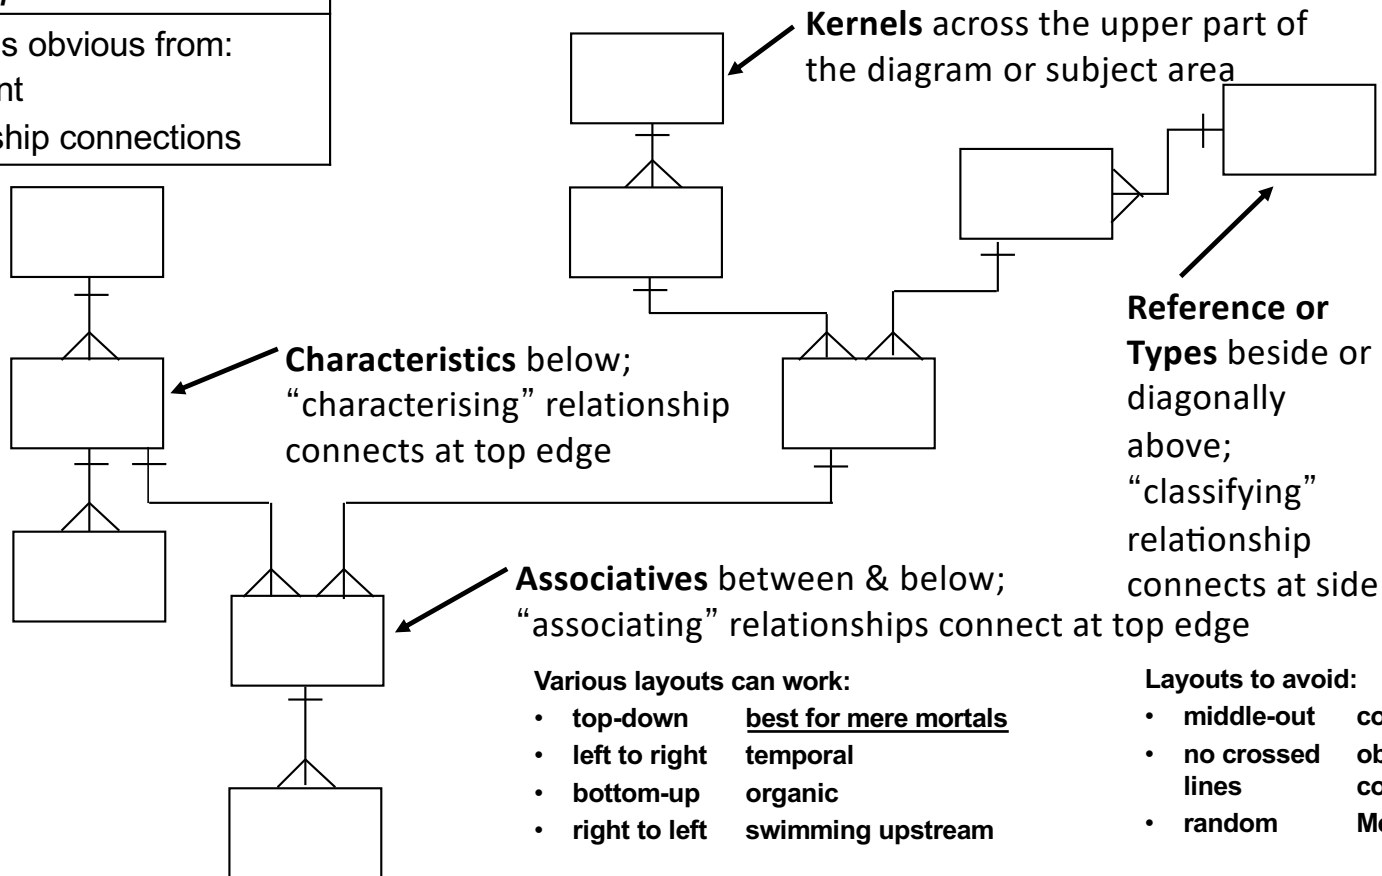 s obvious from:
nt
ship connections
Kernels across the upper part of
the diagram or subject area
Characteristics below;
“characterising” relationship
connects at top edge
Reference or
Types beside or
diagonally
above;
“classifying”
relationship
connects at side
Associatives between & below;
“associating” relationships connect at top edge
Various layouts can work:
• top-down best for mere mortals
• left to right temporal
• bottom-up organic
• right to left swimming upstream
Layouts to avoid:
• middle-out co
• no crossed ob
lines co
• random Me